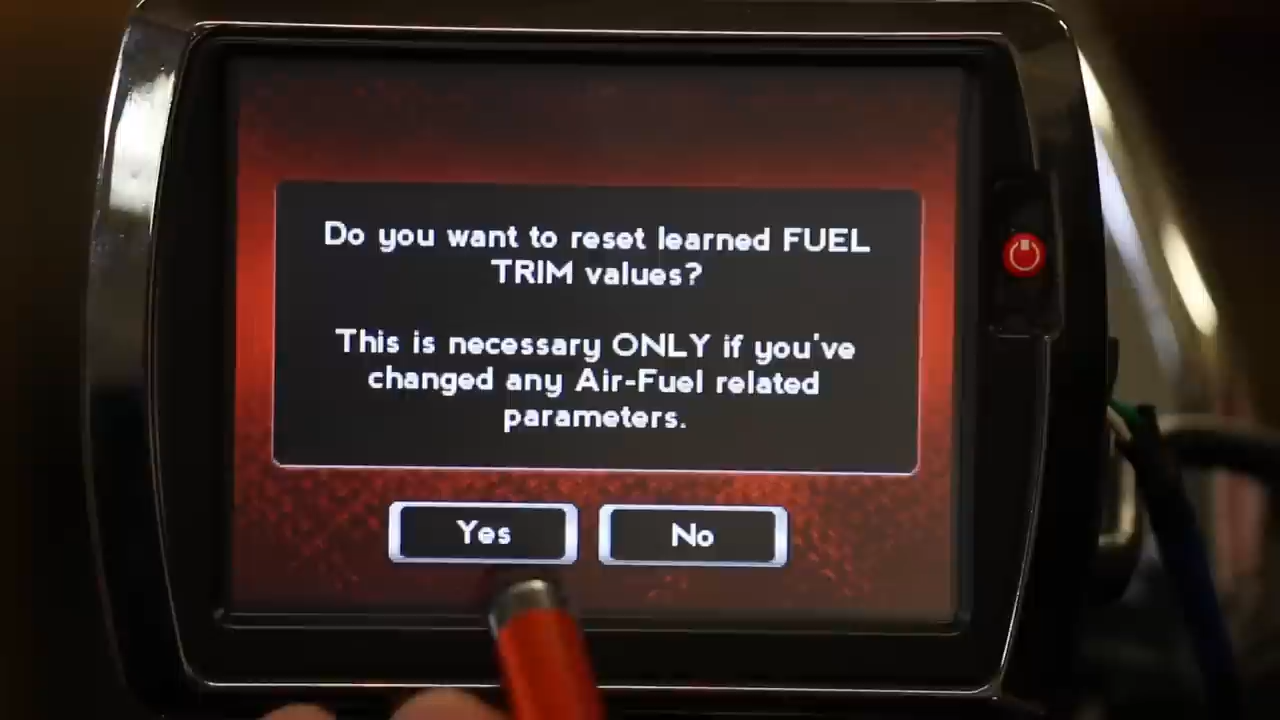 Do you want to reset learned FUEL
TRIM values?
This is necessary ONLY if you've
changed any Air-Fuel related
parameters.
Yes
No